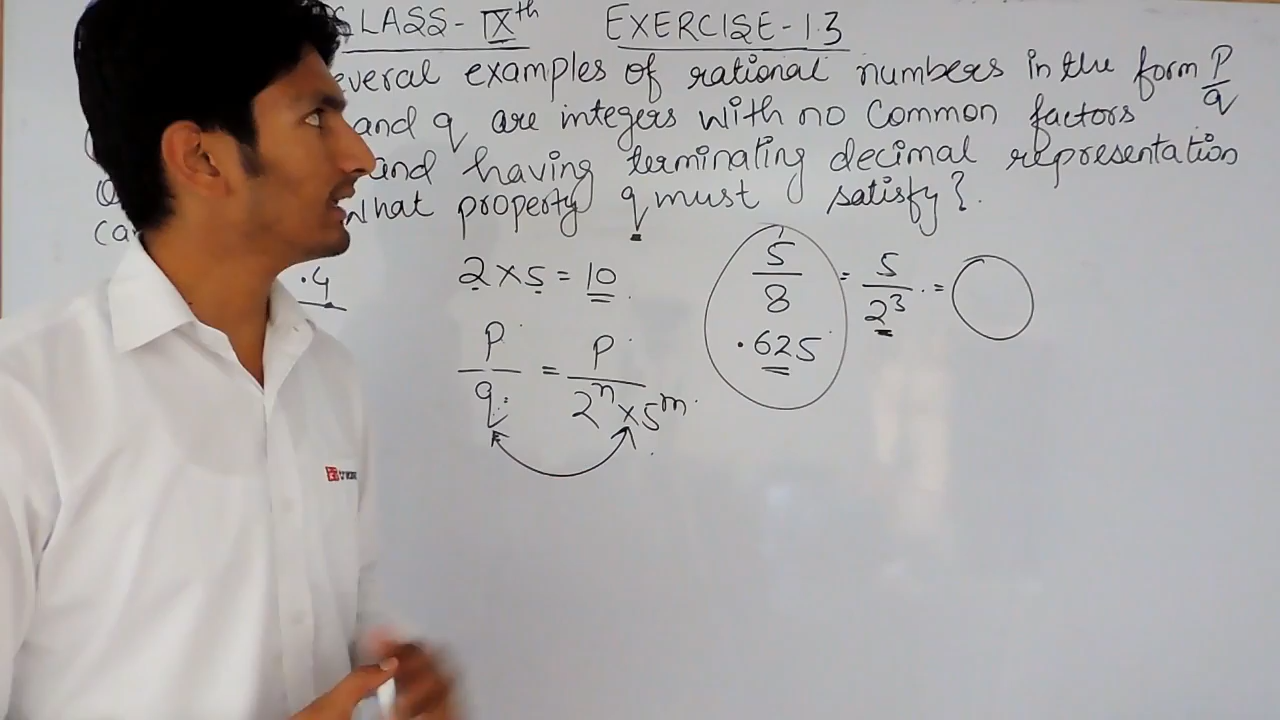 CLASS-IXth EXERCISE-1.3
everal examples of rational numbers in the form p/q
and q are integers with no common factors
and having terminating decimal representation
What property q must satisfy?
.4
2×5=10
5/8 = 5/2³ =
.625
p/q = p/2ⁿ×5ᵐ